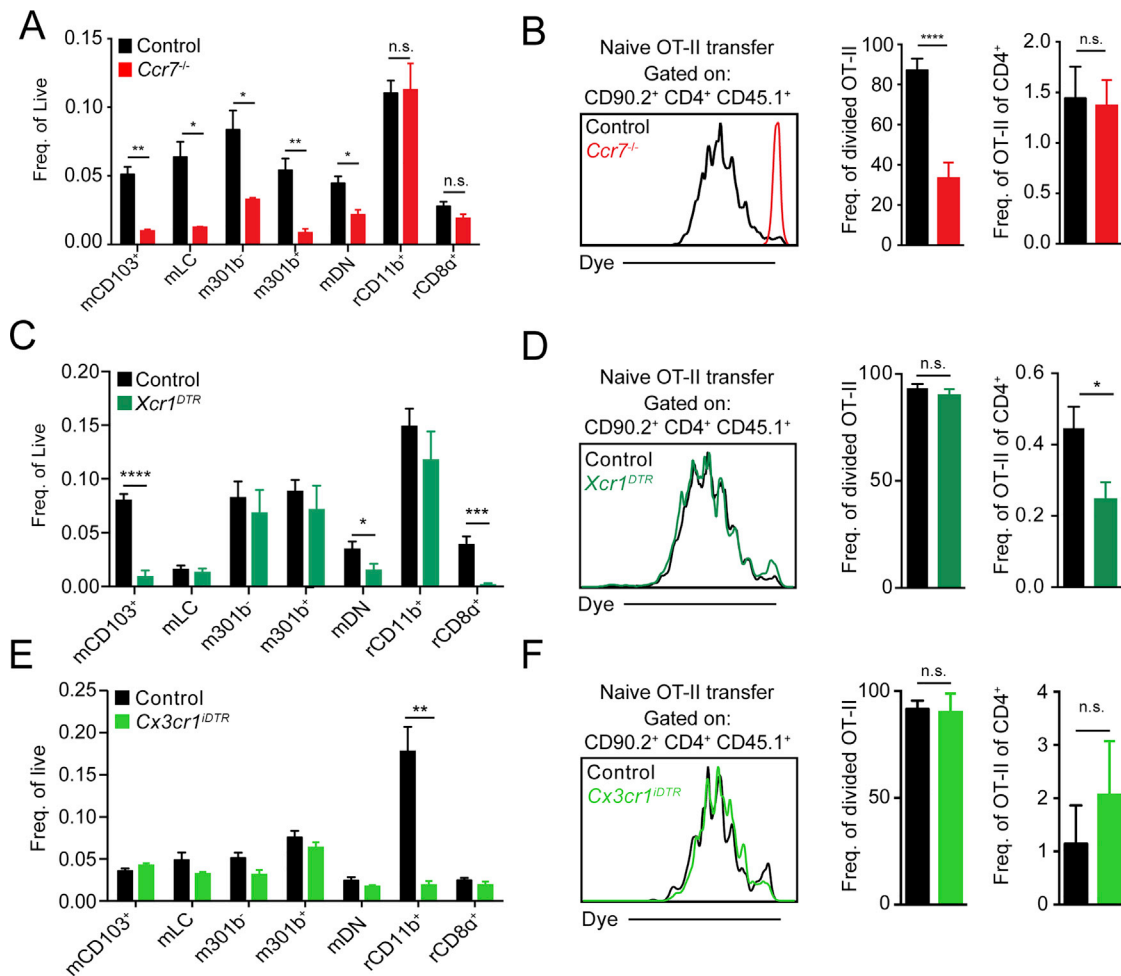 A
Freq. of Live
0.15
0.10
0.05
0.00
Control
Ccr7-/-
**
*
*
**
*
n.s.
n.s.
mCD103+
mLC
m301b-
m301b+
mDN
rCD11b+
rCD8α+
B
Naive OT-II transfer
Gated on:
CD90.2+ CD4+ CD45.1+
Control
Ccr7-/-
Dye
Freq. of divided OT-II
100
80
60
40
20
0
****
Freq. of OT-II of CD4+
2.0
1.5
1.0
0.5
0.0
n.s.
C
Freq. of Live
0.20
0.15
0.10
0.05
0.00
Control
Xcr1DTR
****
*
***
mCD103+
mLC
m301b-
m301b+
mDN
rCD11b+
rCD8α+
D
Naive OT-II transfer
Gated on:
CD90.2+ CD4+ CD45.1+
Control
Xcr1DTR
Dye
Freq. of divided OT-II
100
50
0
n.s.
Freq. of OT-II of CD4+
0.6
0.4
0.2
0.0
*
E
Freq. of live
0.25
0.20
0.15
0.10
0.05
0.00
Control
Cx3cr1iDTR
**
mCD103+
mLC
m301b-
m301b+
mDN
rCD11b+
rCD8α+
F
Naive OT-II transfer
Gated on:
CD90.2+ CD4+ CD45.1+
Control
Cx3cr1iDTR
Dye
Freq. of divided OT-II
100
50
0
n.s.
Freq. of OT-II of CD4+
4
3
2
1
0
n.s.